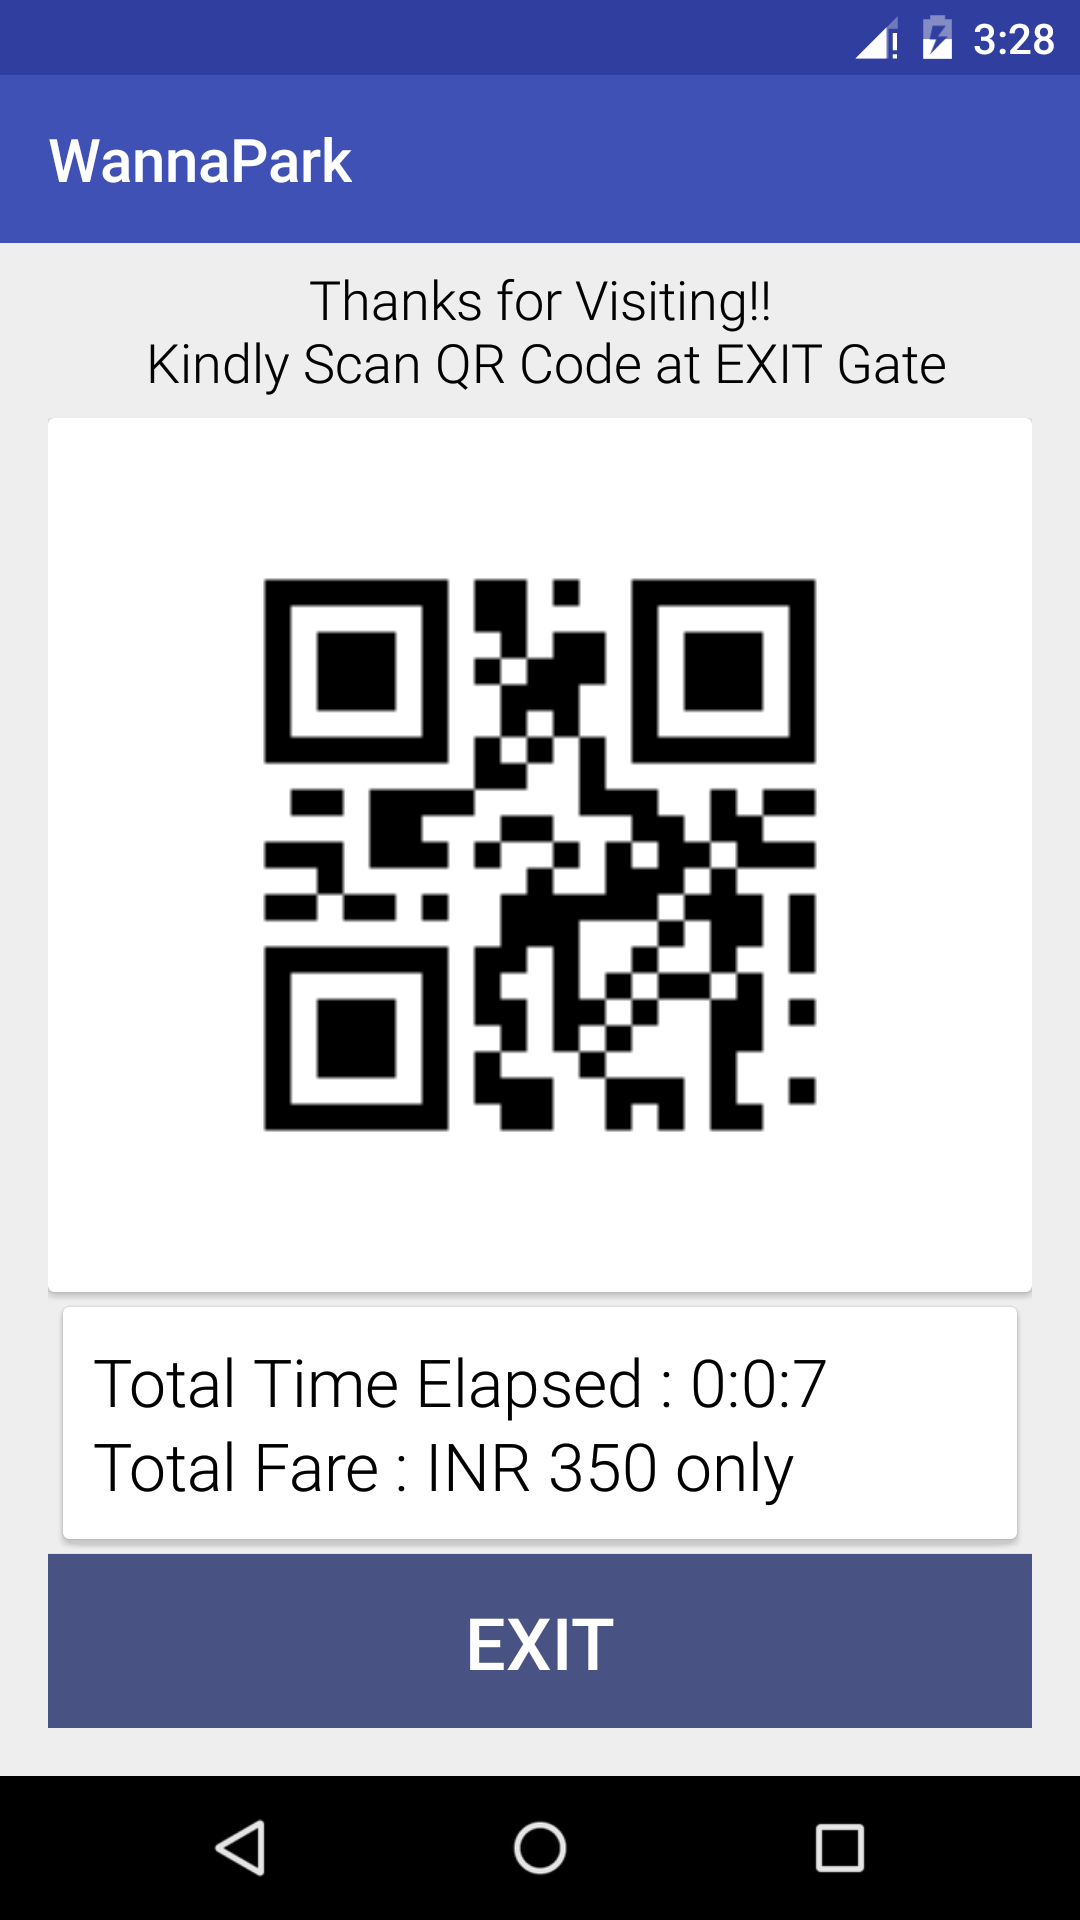 3:28
WannaPark
Thanks for Visiting!!
Kindly Scan QR Code at EXIT Gate
Total Time Elapsed : 0:0:7
Total Fare : INR 350 only
EXIT